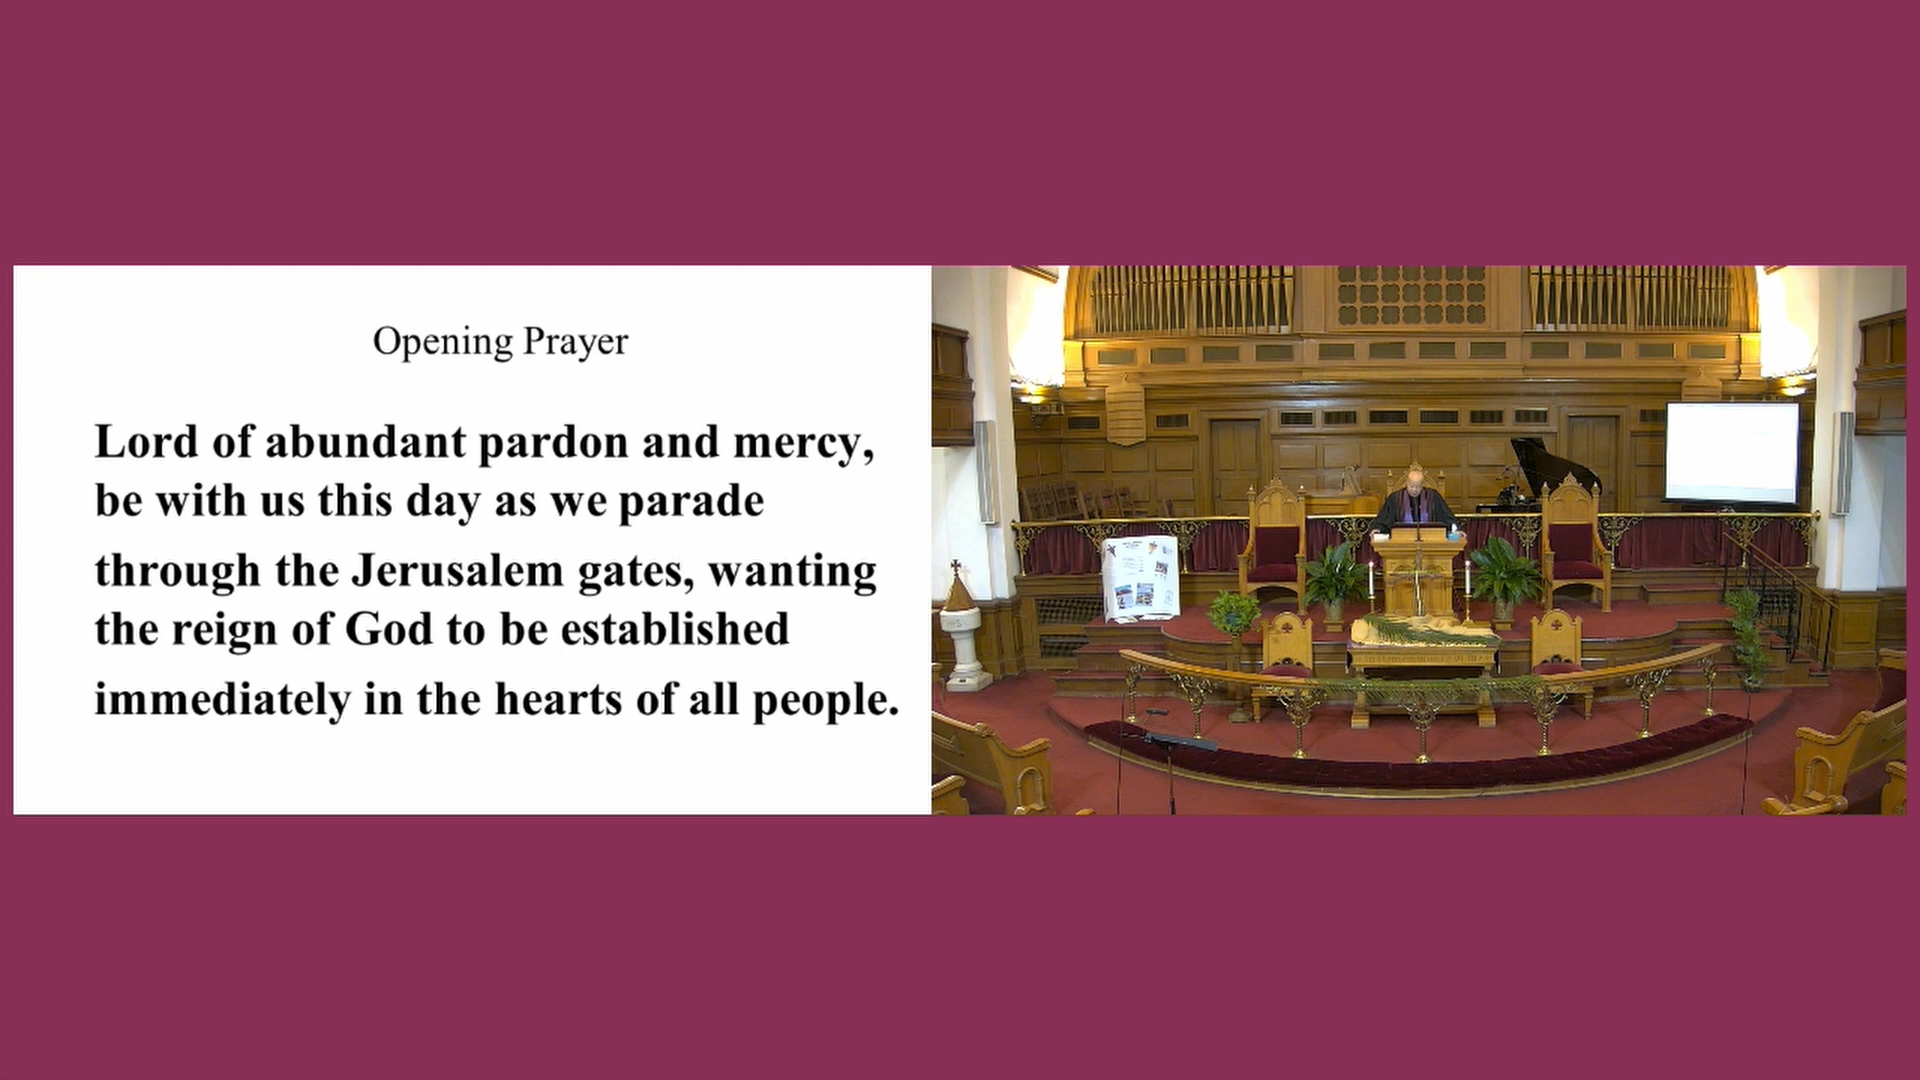 Opening Prayer
Lord of abundant pardon and mercy,
be with us this day as we parade
through the Jerusalem gates, wanting
the reign of God to be established
immediately in the hearts of all people.